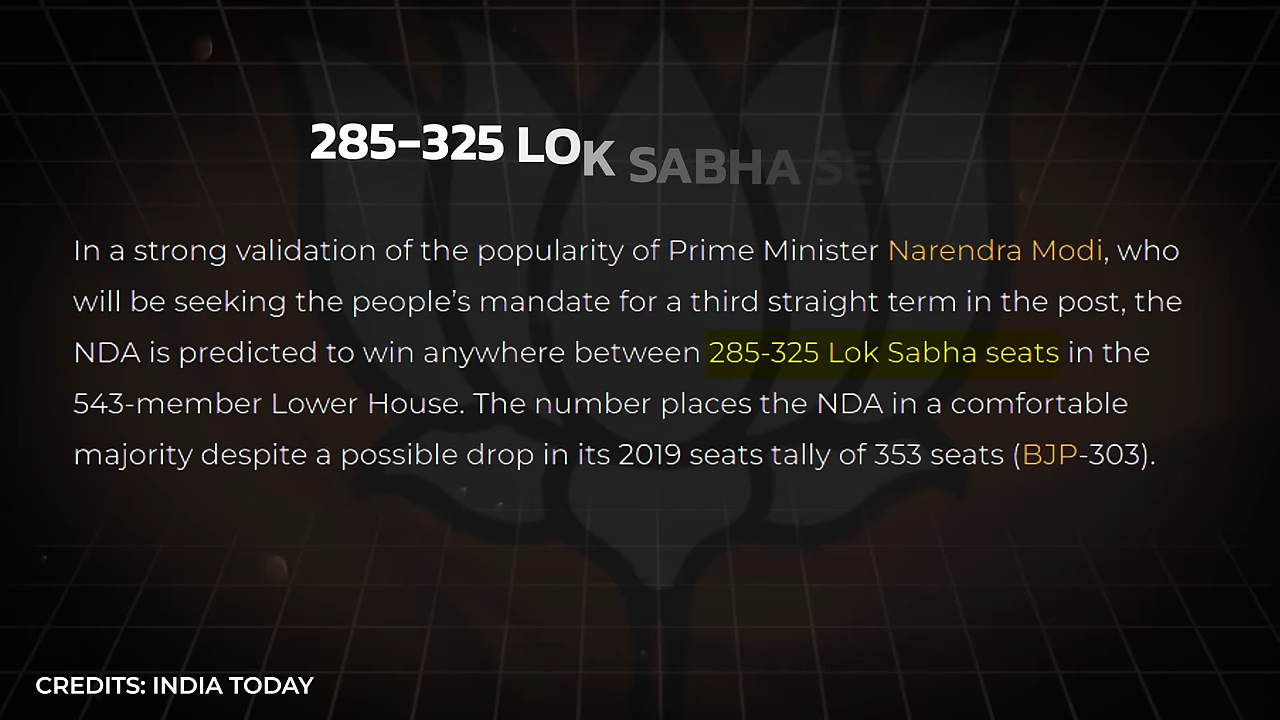 285–325 LOK SABHA SE
In a strong validation of the popularity of Prime Minister Narendra Modi, who
will be seeking the people’s mandate for a third straight term in the post, the
NDA is predicted to win anywhere between 285-325 Lok Sabha seats in the
543-member Lower House. The number places the NDA in a comfortable
majority despite a possible drop in its 2019 seats tally of 353 seats (BJP-303).
CREDITS: INDIA TODAY